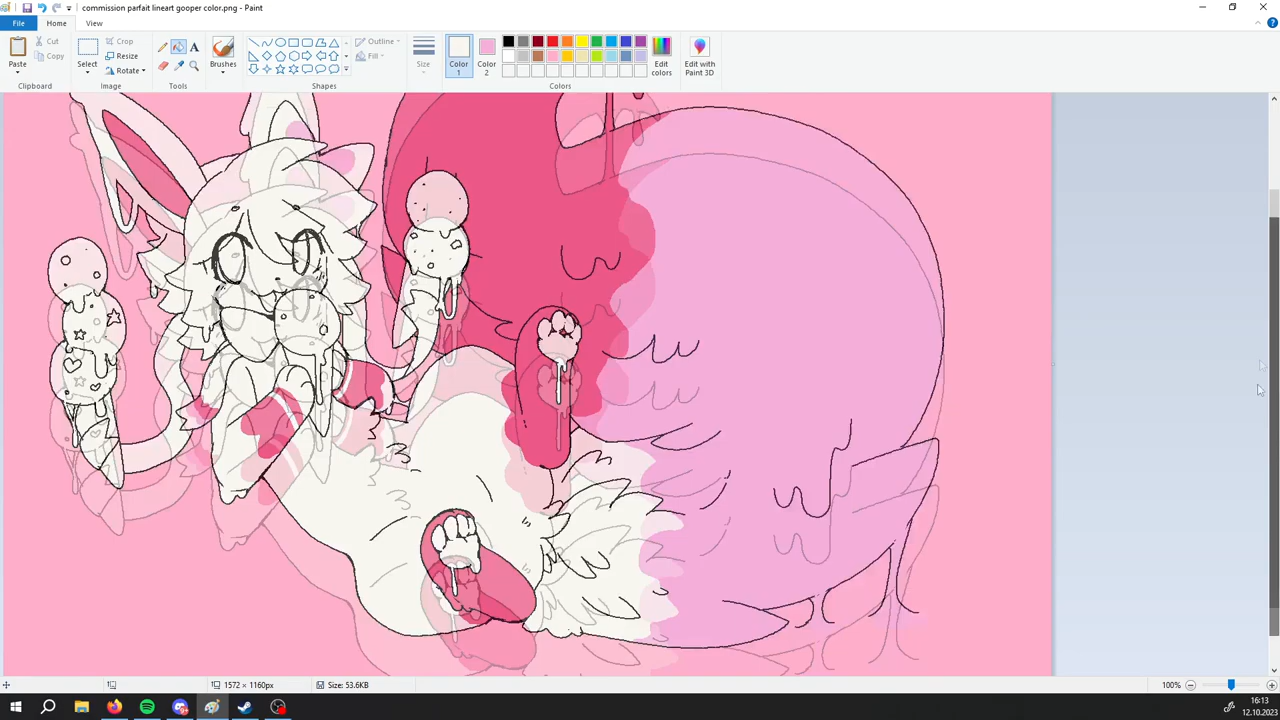 commission parfait lineart gooper color.png - Paint
File Home View
Paste Cut Copy Clipboard
Select Crop Resize Rotate Image
Tools
Brushes
Outline Fill Shapes
Size
Color 1 Color 2 Edit colors Colors
Edit with Paint 3D
1572 × 1160px Size: 53.6KB 100%
16:13
12.10.2023